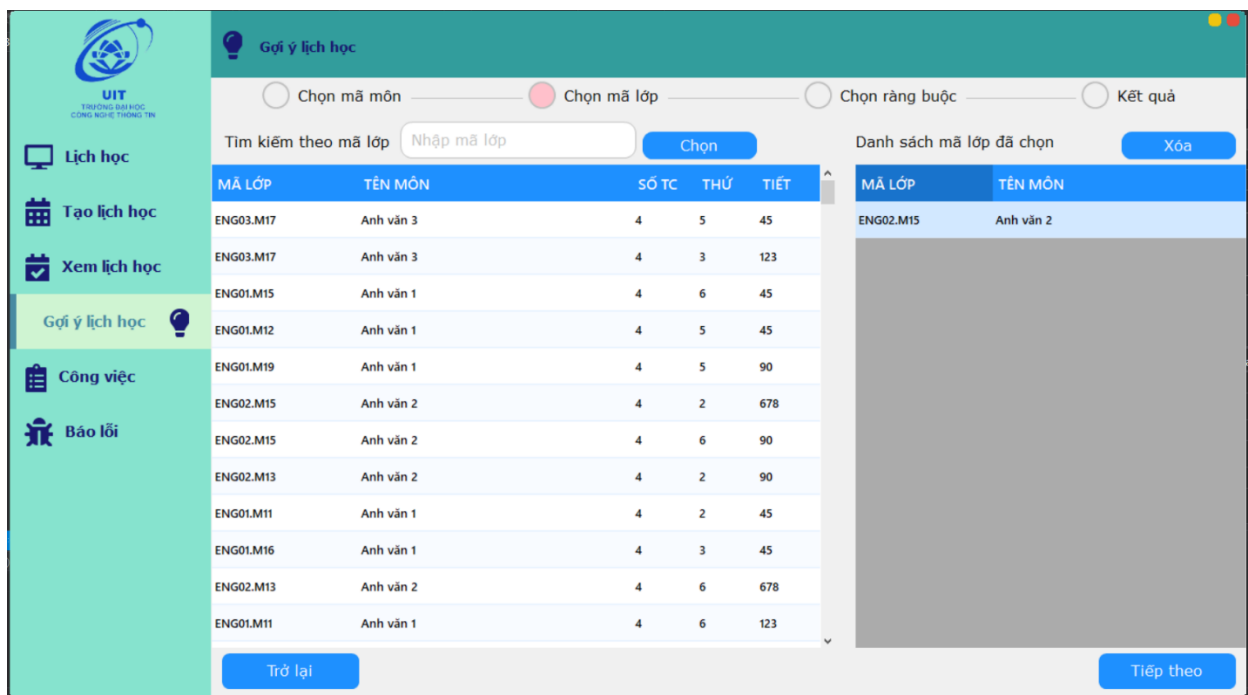 UIT
TRƯỜNG ĐẠI HỌC
CÔNG NGHỆ THÔNG TIN
Lịch học
Tạo lịch học
Xem lịch học
Gợi ý lịch học
Công việc
Báo lỗi
Gợi ý lịch học
Chọn mã môn Chọn mã lớp Chọn ràng buộc Kết quả
Tìm kiếm theo mã lớp Nhập mã lớp Chọn
MÃ LỚP TÊN MÔN SỐ TC THỨ TIẾT
ENG03.M17 Anh văn 3 4 5 45
ENG03.M17 Anh văn 3 4 3 123
ENG01.M15 Anh văn 1 4 6 45
ENG01.M12 Anh văn 1 4 5 45
ENG01.M19 Anh văn 1 4 5 90
ENG02.M15 Anh văn 2 4 2 678
ENG02.M15 Anh văn 2 4 6 90
ENG02.M13 Anh văn 2 4 2 90
ENG01.M11 Anh văn 1 4 2 45
ENG01.M16 Anh văn 1 4 3 45
ENG02.M13 Anh văn 2 4 6 678
ENG01.M11 Anh văn 1 4 6 123
Danh sách mã lớp đã chọn Xóa
MÃ LỚP TÊN MÔN
ENG02.M15 Anh văn 2
Trở lại Tiếp theo